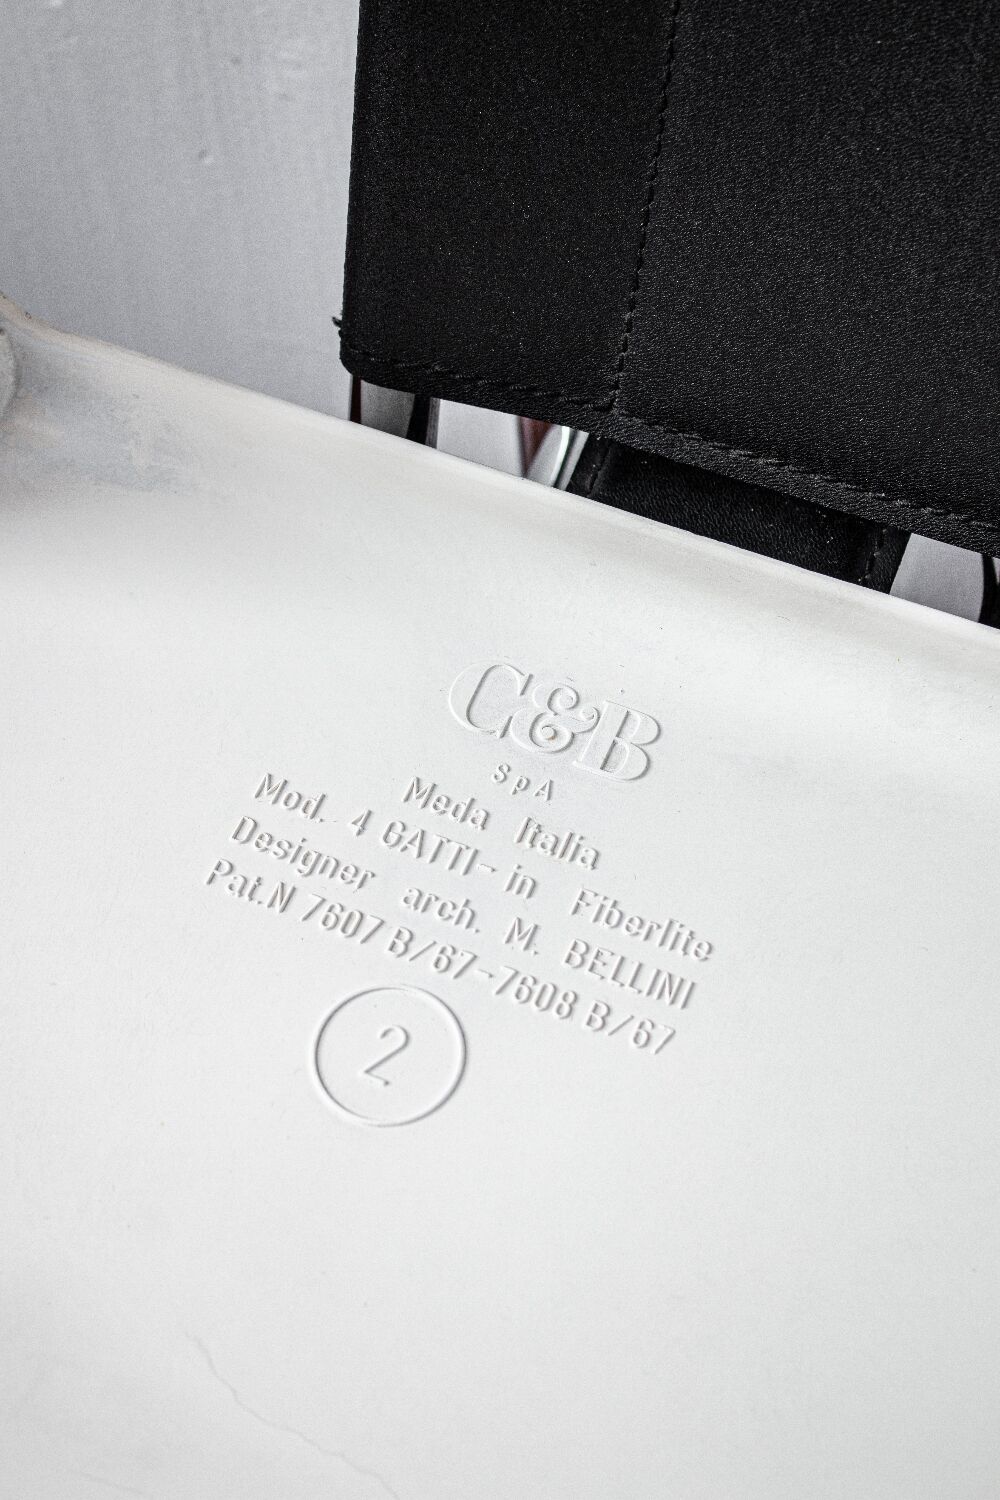 C&B
SpA
Meda Italia
Mod. 4 GATTI - in Fiberlite
Designer arch. M. BELLINI
Pat.N 7607 B/67-7608 B/67
2